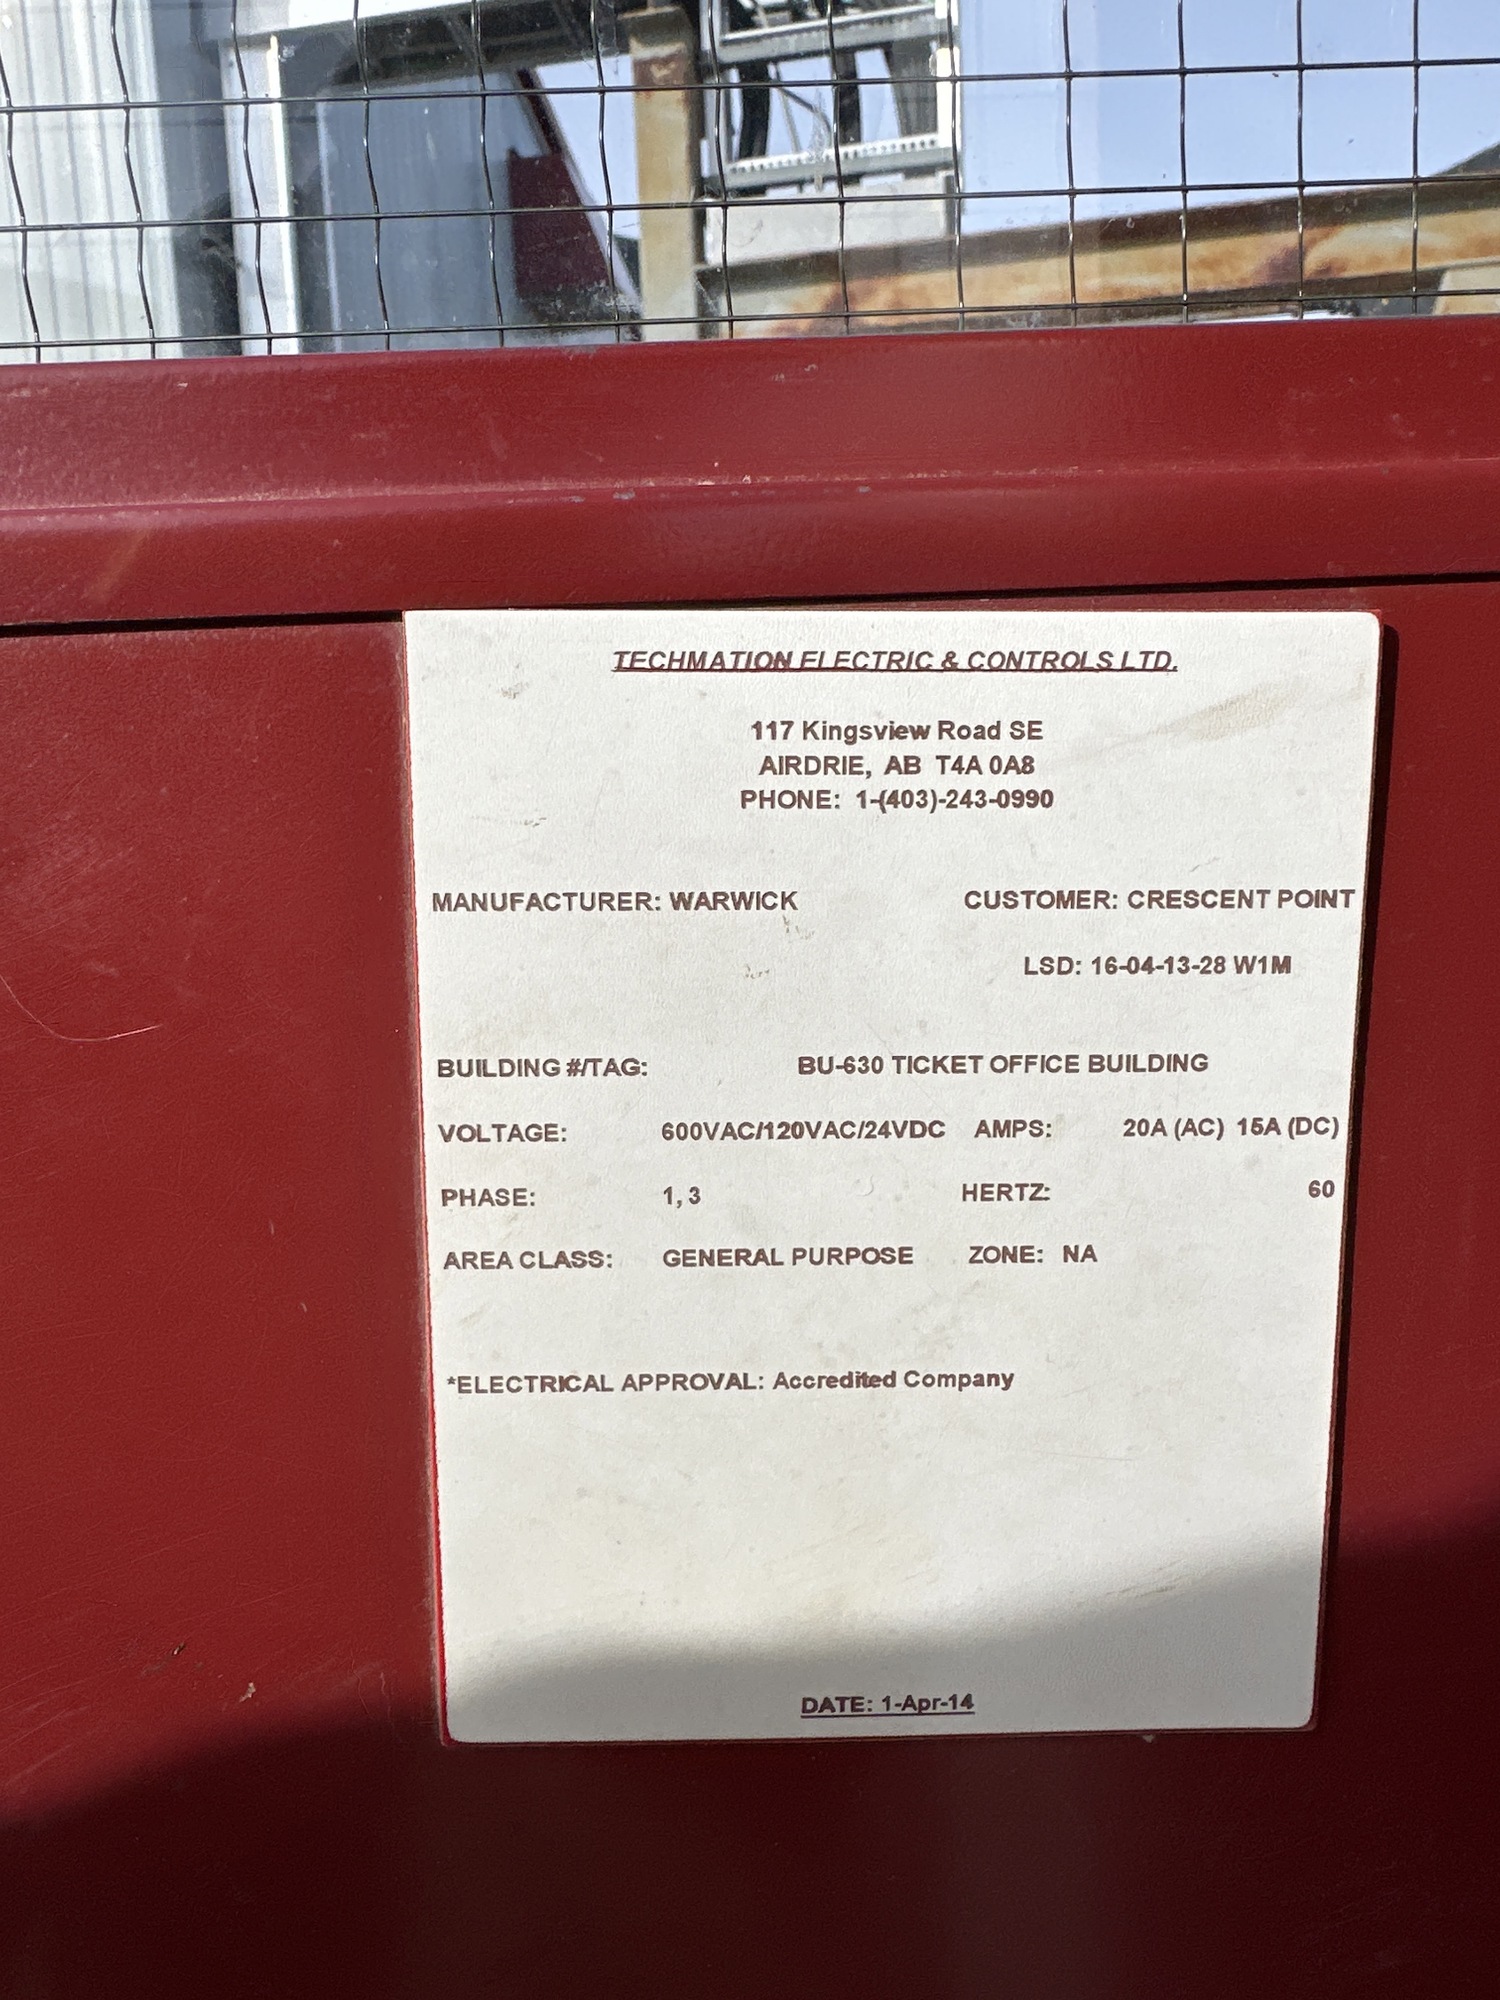 TECHMATION ELECTRIC & CONTROLS LTD.
117 Kingsview Road SE
AIRDRIE, AB T4A 0A8
PHONE: 1-(403)-243-0990
MANUFACTURER: WARWICK CUSTOMER: CRESCENT POINT
LSD: 16-04-13-28 W1M
BUILDING #/TAG: BU-630 TICKET OFFICE BUILDING
VOLTAGE: 600VAC/120VAC/24VDC AMPS: 20A (AC) 15A (DC)
PHASE: 1, 3 HERTZ: 60
AREA CLASS: GENERAL PURPOSE ZONE: NA
*ELECTRICAL APPROVAL: Accredited Company
DATE: 1-Apr-14